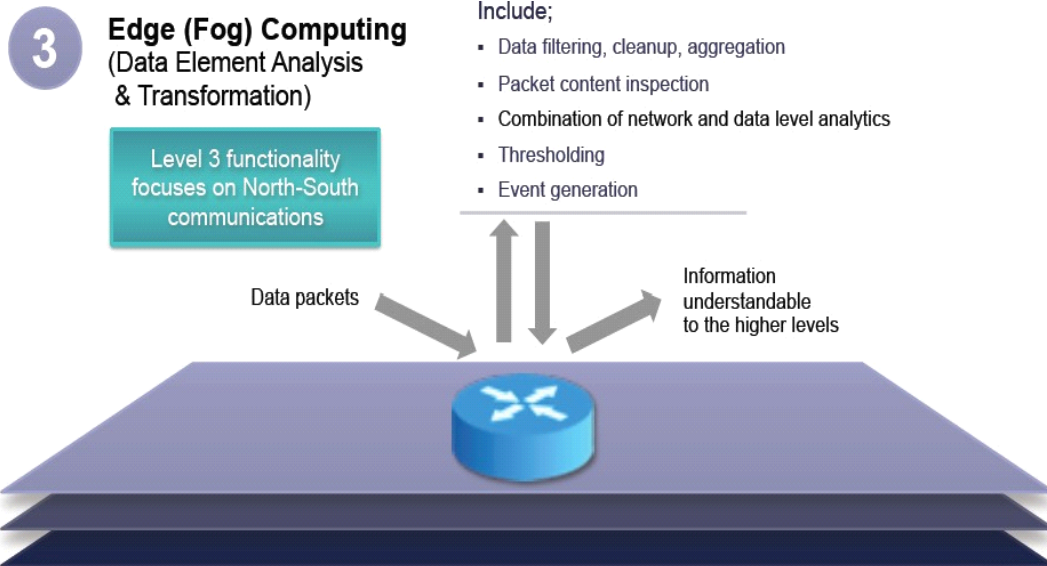 3
Edge (Fog) Computing
(Data Element Analysis
& Transformation)
Level 3 functionality
focuses on North-South
communications
Include;
▪ Data filtering, cleanup, aggregation
▪ Packet content inspection
▪ Combination of network and data level analytics
▪ Thresholding
▪ Event generation
Data packets
Information
understandable
to the higher levels